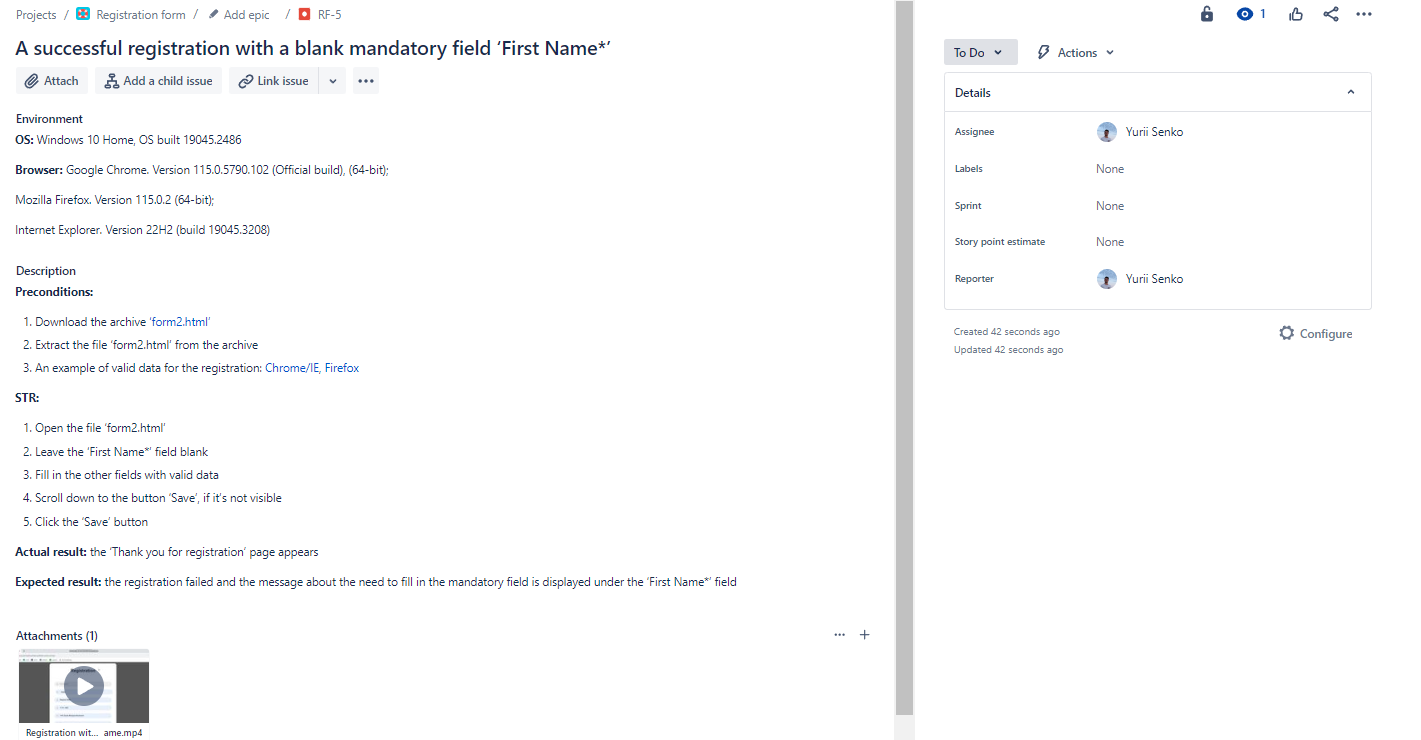 Projects / Registration form / Add epic / RF-5
1
A successful registration with a blank mandatory field ‘First Name*’
Attach Add a child issue Link issue
Environment
OS: Windows 10 Home, OS built 19045.2486
Browser: Google Chrome. Version 115.0.5790.102 (Official build), (64-bit);
Mozilla Firefox. Version 115.0.2 (64-bit);
Internet Explorer. Version 22H2 (build 19045.3208)
Description
Preconditions:
1. Download the archive ‘form2.html’
2. Extract the file ‘form2.html’ from the archive
3. An example of valid data for the registration: Chrome/IE, Firefox
STR:
1. Open the file ‘form2.html’
2. Leave the ‘First Name*’ field blank
3. Fill in the other fields with valid data
4. Scroll down to the button ‘Save’, if it’s not visible
5. Click the ‘Save’ button
Actual result: the ‘Thank you for registration’ page appears
Expected result: the registration failed and the message about the need to fill in the mandatory field is displayed under the ‘First Name*’ field
Attachments (1)
Registration
Registration wit... ame.mp4
To Do Actions
Details
Assignee Yurii Senko
Labels None
Sprint None
Story point estimate None
Reporter Yurii Senko
Created 42 seconds ago
Updated 42 seconds ago
Configure